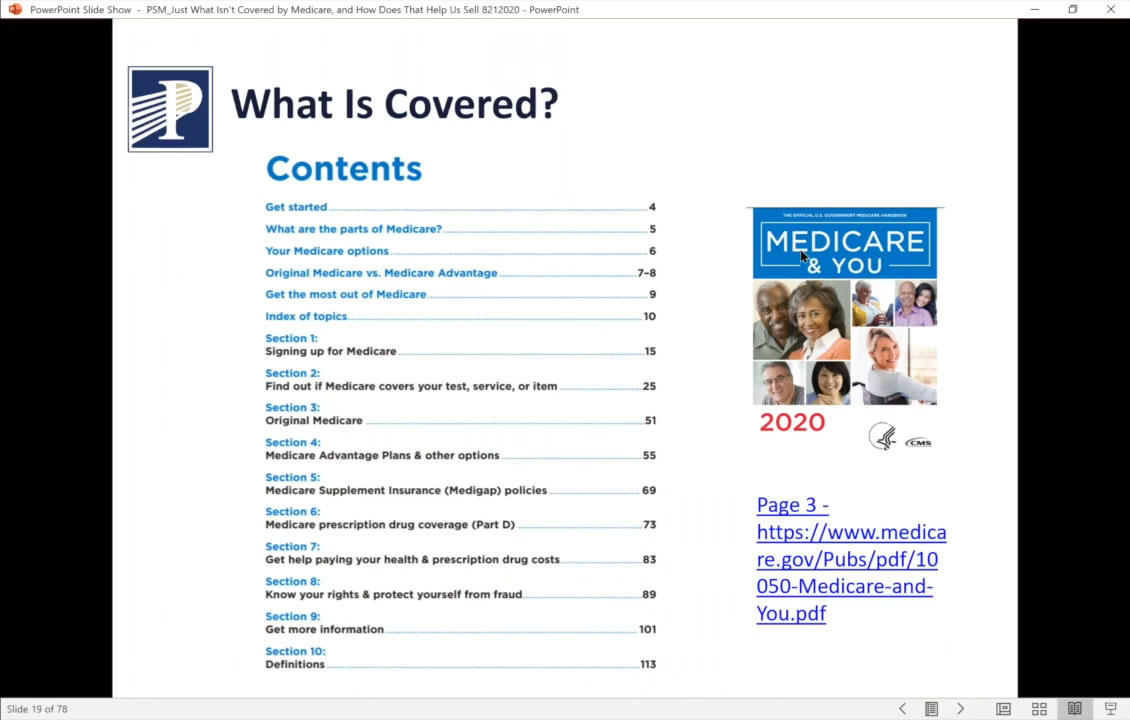 PowerPoint Slide Show - PSM_Just What Isn't Covered by Medicare, and How Does That Help Us Sell 8212020 - PowerPoint
P
What Is Covered?
Contents
Get started 4
What are the parts of Medicare? 5
Your Medicare options 6
Original Medicare vs. Medicare Advantage 7–8
Get the most out of Medicare 9
Index of topics 10
Section 1:
Signing up for Medicare 15
Section 2:
Find out if Medicare covers your test, service, or item 25
Section 3:
Original Medicare 51
Section 4:
Medicare Advantage Plans & other options 55
Section 5:
Medicare Supplement Insurance (Medigap) policies 69
Section 6:
Medicare prescription drug coverage (Part D) 73
Section 7:
Get help paying your health & prescription drug costs 83
Section 8:
Know your rights & protect yourself from fraud 89
Section 9:
Get more information 101
Section 10:
Definitions 113
THE OFFICIAL U.S. GOVERNMENT MEDICARE HANDBOOK
MEDICARE
& YOU
2020
CMS
Page 3 -
https://www.medica
re.gov/Pubs/pdf/10
050-Medicare-and-
You.pdf
Slide 19 of 78